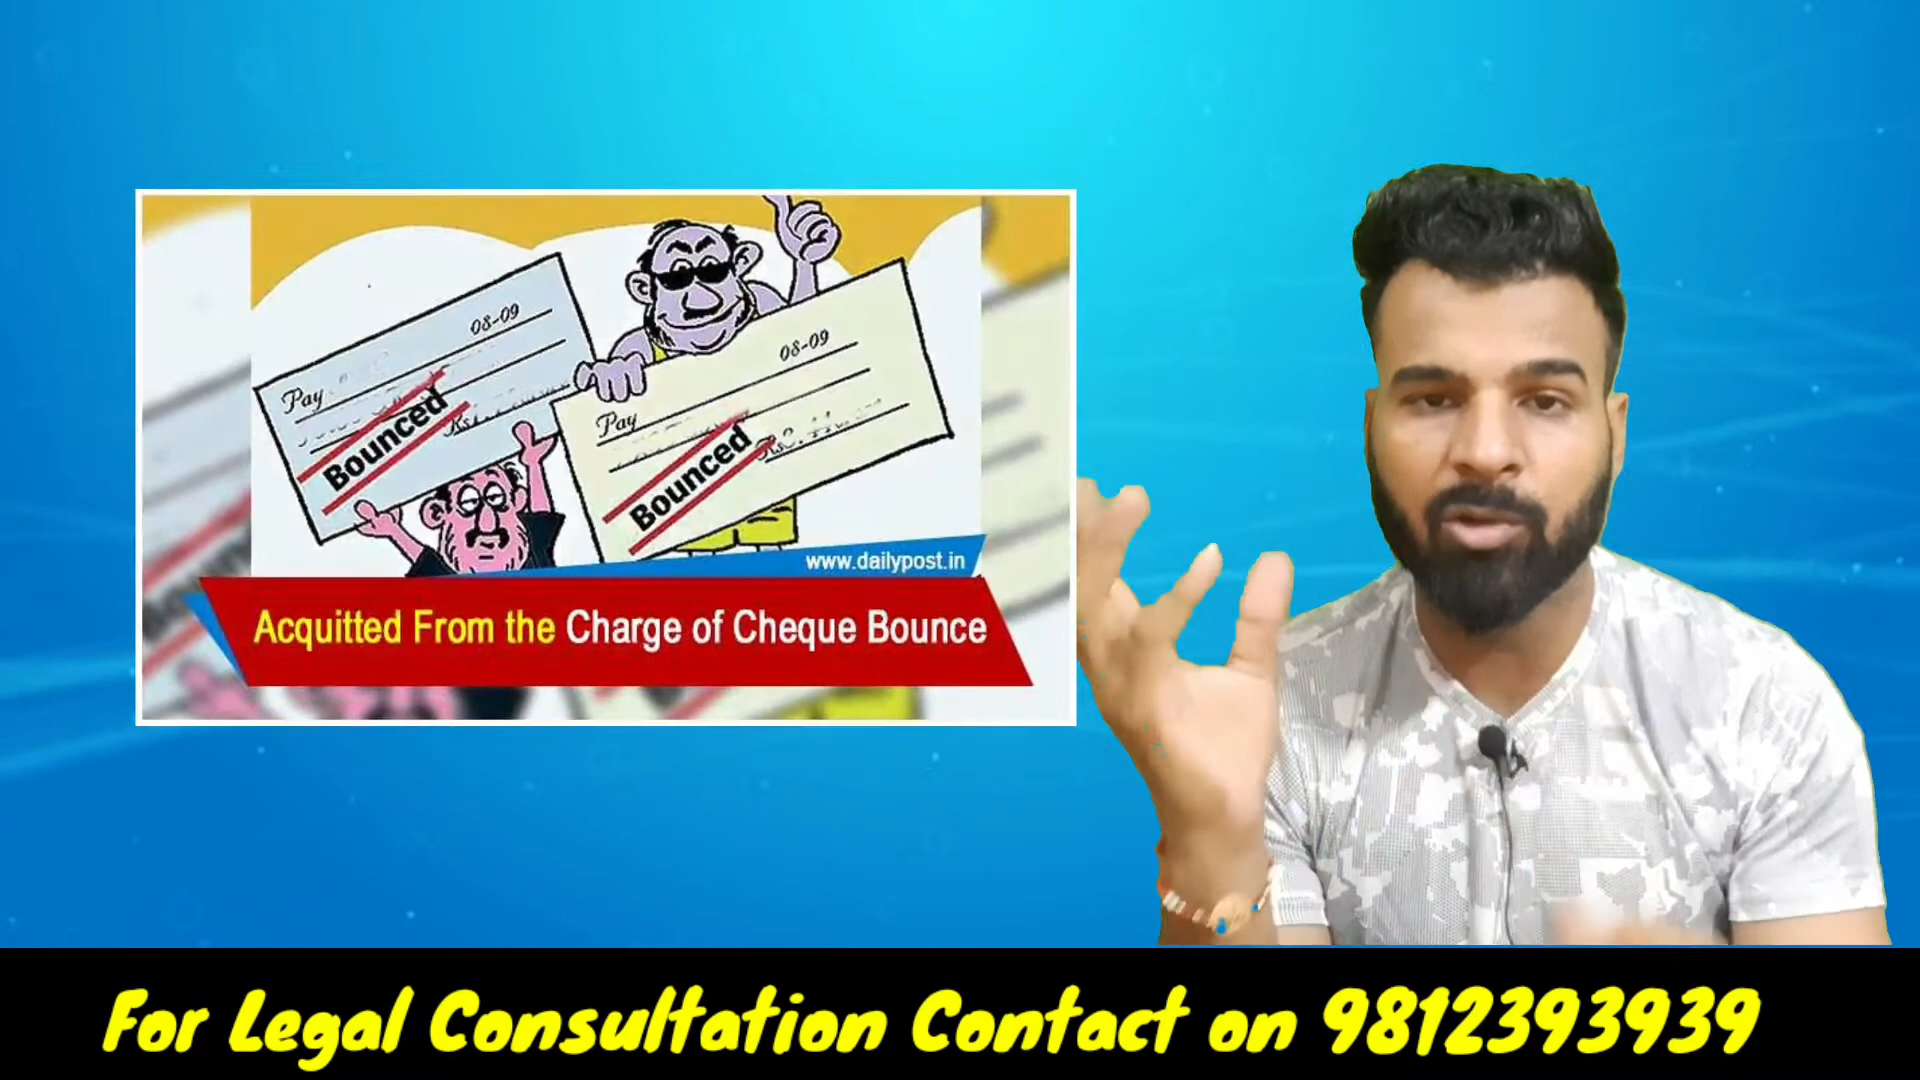 08-09
Pay
Bounced
08-09
Pay
Bounced
www.dailypost.in
Acquitted From the Charge of Cheque Bounce
For Legal Consultation Contact on 9812393939